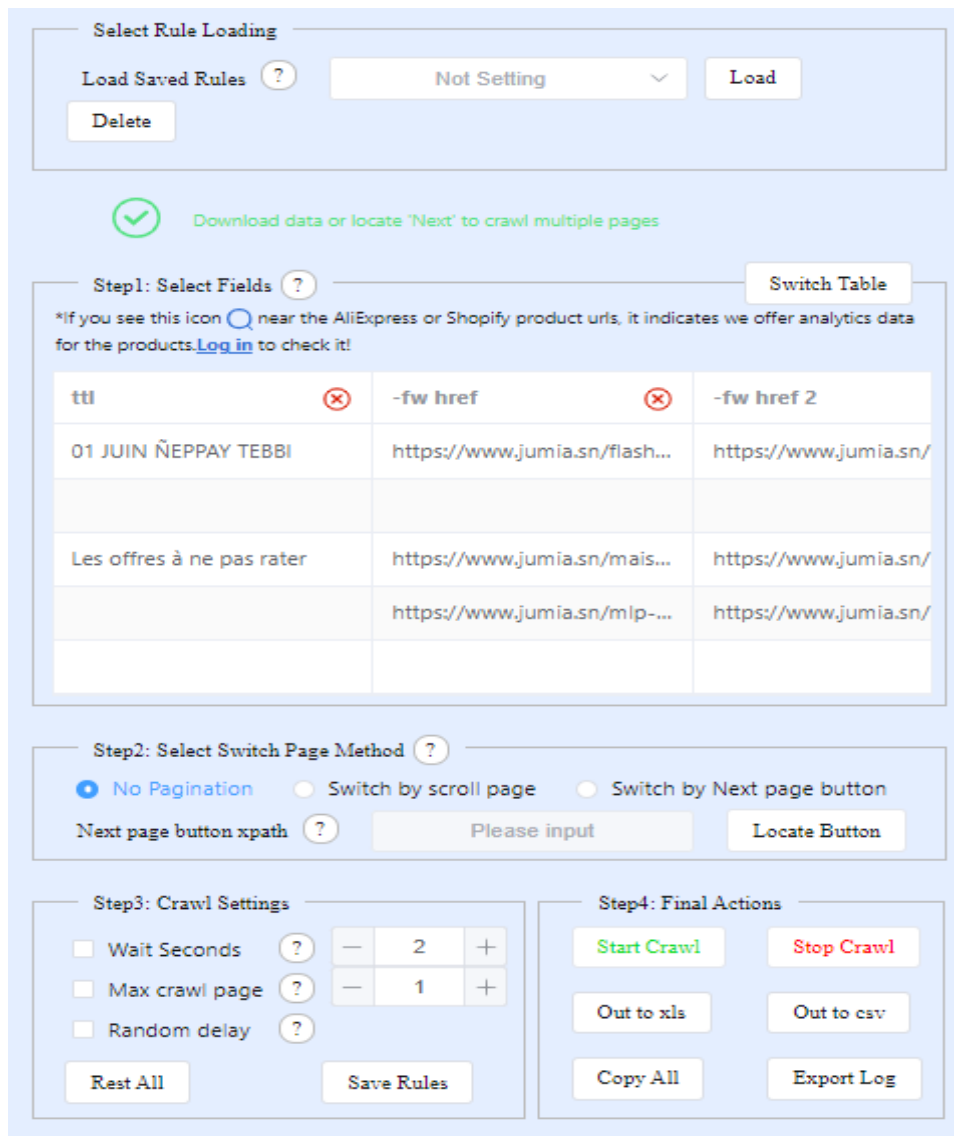 Select Rule Loading
Load Saved Rules ? Not Setting Load
Delete
Download data or locate 'Next' to crawl multiple pages
Step1: Select Fields ? Switch Table
*If you see this icon near the AliExpress or Shopify product urls, it indicates we offer analytics data
for the products.Log in to check it!
ttl -fw href -fw href 2
01 JUIN ÑEPPAY TEBBI https://www.jumia.sn/flash... https://www.jumia.sn/
Les offres à ne pas rater https://www.jumia.sn/mais... https://www.jumia.sn/
https://www.jumia.sn/mlp-... https://www.jumia.sn/
Step2: Select Switch Page Method ?
No Pagination Switch by scroll page Switch by Next page button
Next page button xpath ? Please input Locate Button
Step3: Crawl Settings
Wait Seconds ? — 2 +
Max crawl page ? — 1 +
Random delay ?
Rest All Save Rules
Step4: Final Actions
Start Crawl Stop Crawl
Out to xls Out to csv
Copy All Export Log